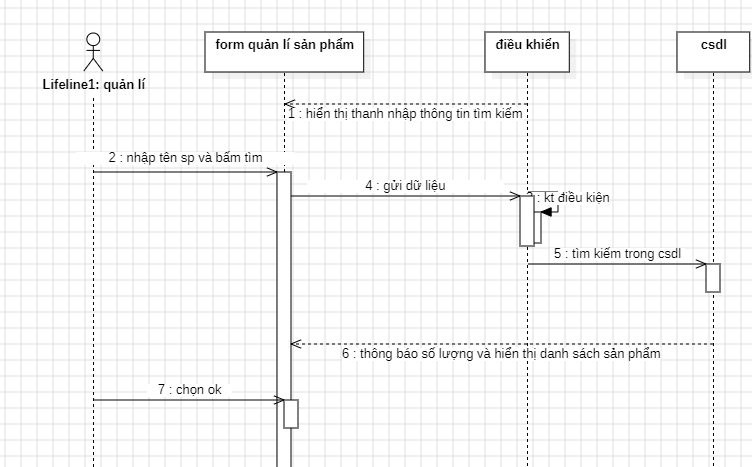 form quản lí sản phẩm
điều khiển
csdl
Lifeline1: quản lí
1 : hiển thị thanh nhập thông tin tìm kiếm
2 : nhập tên sp và bấm tìm
4 : gửi dữ liệu
: kt điều kiện
5 : tìm kiếm trong csdl
6 : thông báo số lượng và hiển thị danh sách sản phẩm
7 : chọn ok